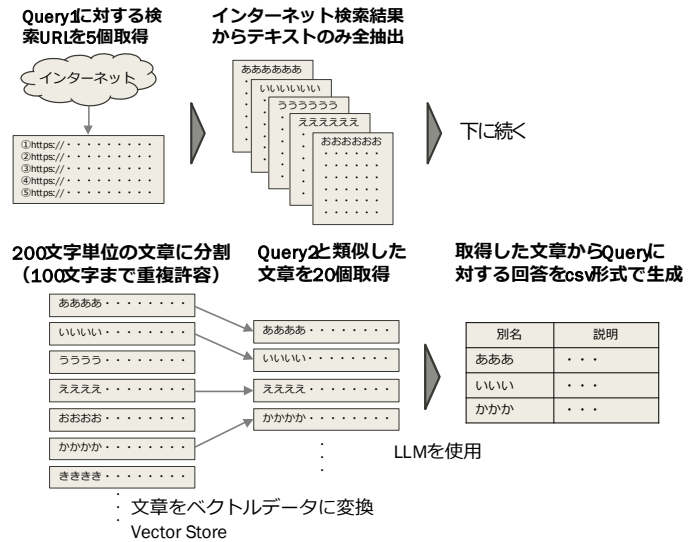 Query1に対する検
索URLを5個取得
インターネット
①https://・・・・・・・・・
②https://・・・・・・・・・
③https://・・・・・・・・・
④https://・・・・・・・・・
⑤https://・・・・・・・・・
インターネット検索結果
からテキストのみ全抽出
ああああああ
いいいいいい
うううううう
ええええええ
おおおおおお
・・・・・・
・・・・・・
・・・・・・
・・・・・・
・・・・・・
下に続く
200文字単位の文章に分割
（100文字まで重複許容）
ああああ・・・・・・・・
いいいい・・・・・・・・
うううう・・・・・・・・
ええええ・・・・・・・・
おおおお・・・・・・・・
かかかか・・・・・・・・
きききき・・・・・・・・
文章をベクトルデータに変換
Vector Store
Query2と類似した
文章を20個取得
ああああ・・・・・・・・
いいいい・・・・・・・・
ええええ・・・・・・・・
かかかか・・・・・・・・
LLMを使用
取得した文章からQueryに
対する回答をcsv形式で生成
別名 説明
あああ ・・・
いいい ・・・
かかか ・・・